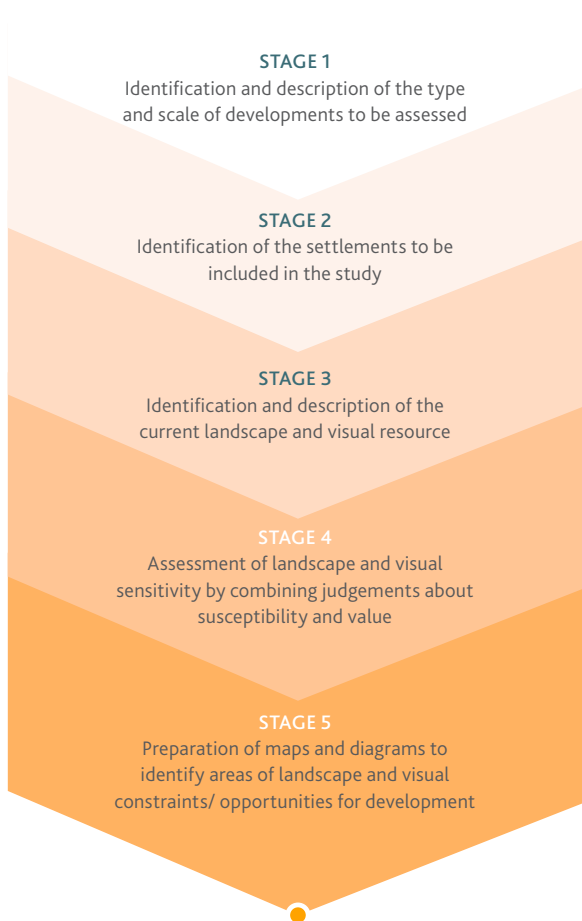 STAGE 1
Identification and description of the type
and scale of developments to be assessed
STAGE 2
Identification of the settlements to be
included in the study
STAGE 3
Identification and description of the
current landscape and visual resource
STAGE 4
Assessment of landscape and visual
sensitivity by combining judgements about
susceptibility and value
STAGE 5
Preparation of maps and diagrams to
identify areas of landscape and visual
constraints/ opportunities for development